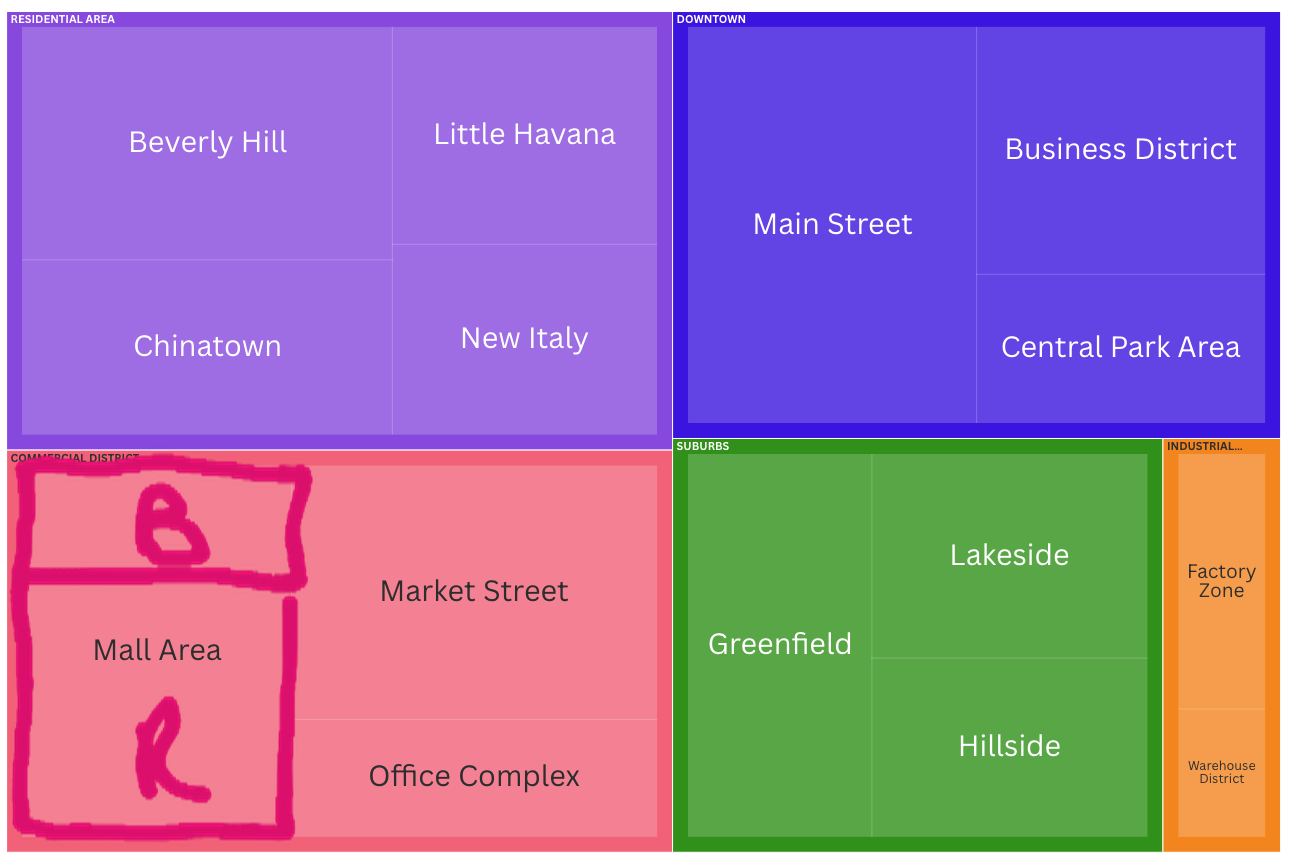 RESIDENTIAL AREA
Beverly Hill
Little Havana
Chinatown
New Italy
DOWNTOWN
Main Street
Business District
Central Park Area
COMMERCIAL DISTRICT
B
Mall Area
R
Market Street
Office Complex
SUBURBS
Greenfield
Lakeside
Hillside
INDUSTRIAL...
Factory
Zone
Warehouse
District